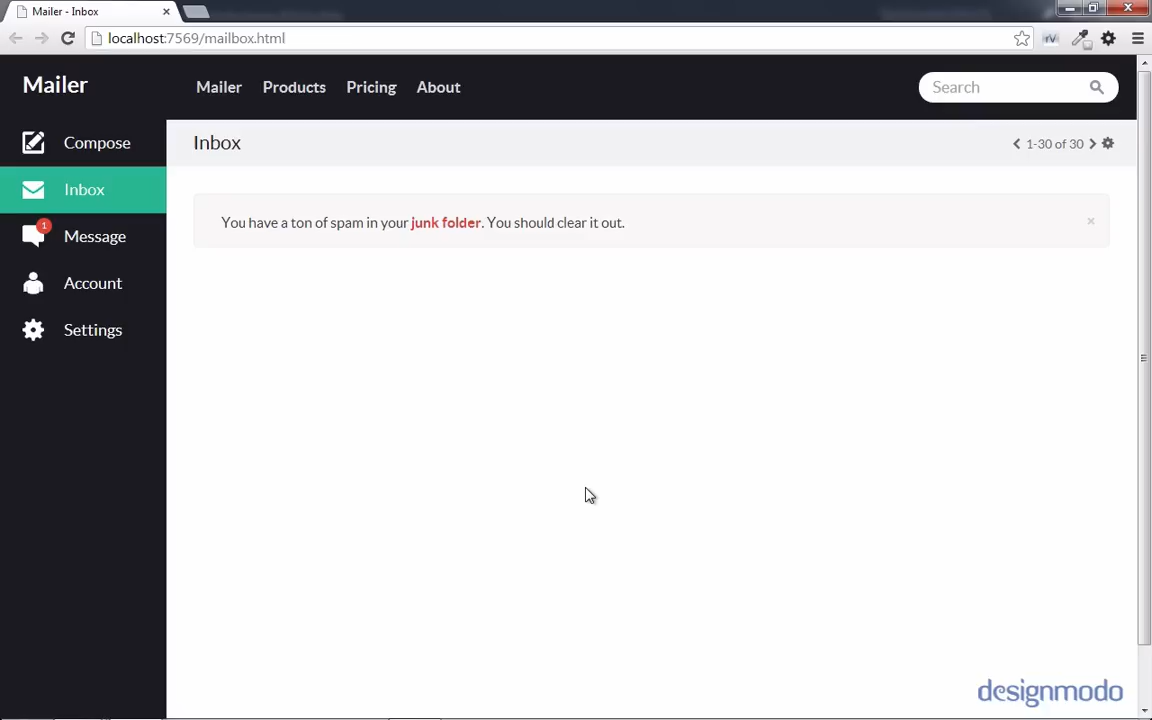 Mailer - Inbox
localhost:7569/mailbox.html
rV
Mailer
Mailer Products Pricing About
Search
Compose
Inbox
1-30 of 30
Inbox
You have a ton of spam in your junk folder. You should clear it out.
1
Message
Account
Settings
designmodo